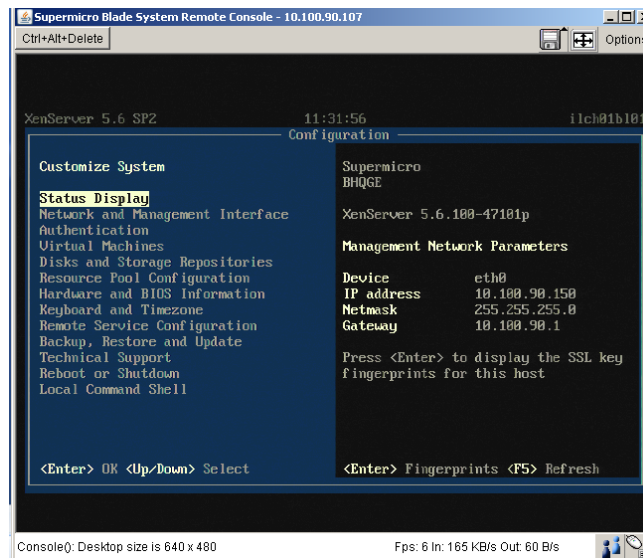 Supermicro Blade System Remote Console - 10.100.90.107
Ctrl+Alt+Delete
Options
XenServer 5.6 SP2 11:31:56 ilch01bl01
Configuration
Customize System
Supermicro
BHQGE
Status Display
Network and Management Interface
XenServer 5.6.100-47101p
Authentication
Virtual Machines
Management Network Parameters
Disks and Storage Repositories
Resource Pool Configuration
Device eth0
Hardware and BIOS Information
IP address 10.100.90.150
Keyboard and Timezone
Netmask 255.255.255.0
Remote Service Configuration
Gateway 10.100.90.1
Backup, Restore and Update
Technical Support
Press <Enter> to display the SSL key
Reboot or Shutdown
fingerprints for this host
Local Command Shell
<Enter> OK <Up/Down> Select
<Enter> Fingerprints <F5> Refresh
Console(): Desktop size is 640 x 480
Fps: 6 In: 165 KB/s Out: 60 B/s